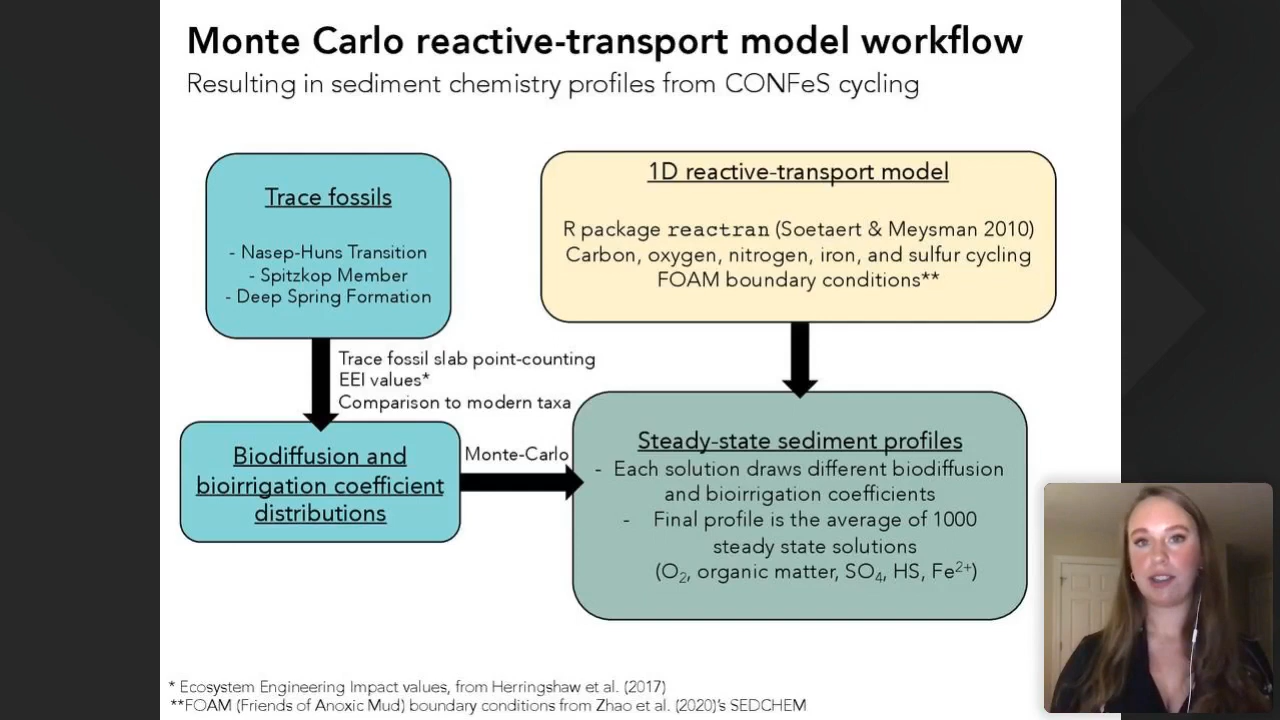 Monte Carlo reactive-transport model workflow
Resulting in sediment chemistry profiles from CONFeS cycling
Trace fossils
- Nasep-Huns Transition
- Spitzkop Member
- Deep Spring Formation
1D reactive-transport model
R package reactran (Soetaert & Meysman 2010)
Carbon, oxygen, nitrogen, iron, and sulfur cycling
FOAM boundary conditions**
Trace fossil slab point-counting
EEI values*
Comparison to modern taxa
Biodiffusion and
bioirrigation coefficient
distributions
Monte-Carlo
Steady-state sediment profiles
- Each solution draws different biodiffusion
and bioirrigation coefficients
- Final profile is the average of 1000
steady state solutions
(O₂, organic matter, SO₄, HS, Fe²⁺)
* Ecosystem Engineering Impact values, from Herringshaw et al. (2017)
**FOAM (Friends of Anoxic Mud) boundary conditions from Zhao et al. (2020)'s SEDCHEM